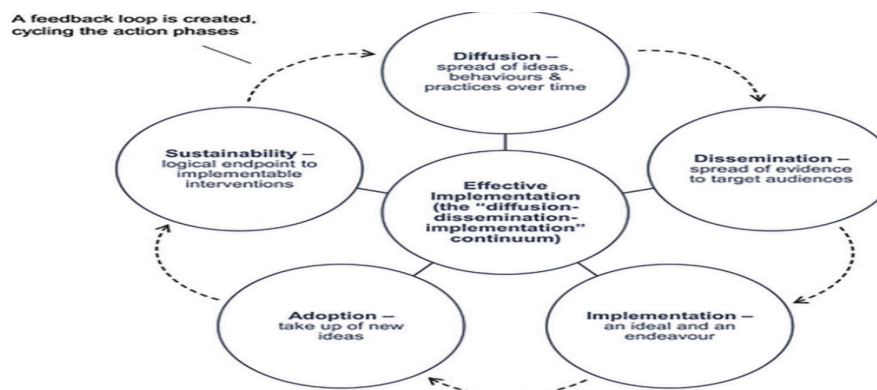 A feedback loop is created,
cycling the action phases
Diffusion –
spread of ideas,
behaviours &
practices over time
Dissemination –
spread of evidence
to target audiences
Implementation –
an ideal and an
endeavour
Adoption –
take up of new
ideas
Sustainability –
logical endpoint to
implementable
interventions
Effective
Implementation
(the “diffusion-
dissemination-
implementation”
continuum)